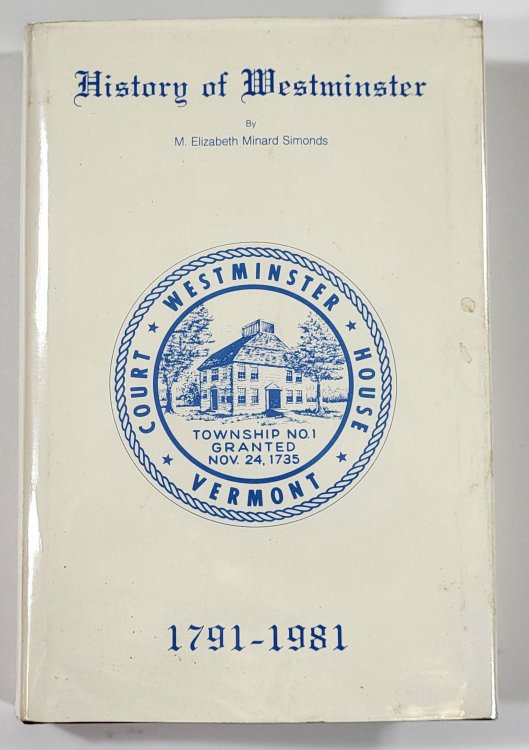 History of Westminster
By
M. Elizabeth Minard Simonds
WESTMINSTER
COURT ★ ★ HOUSE
TOWNSHIP NO.1
GRANTED
NOV. 24, 1735
★ VERMONT ★
1791-1981